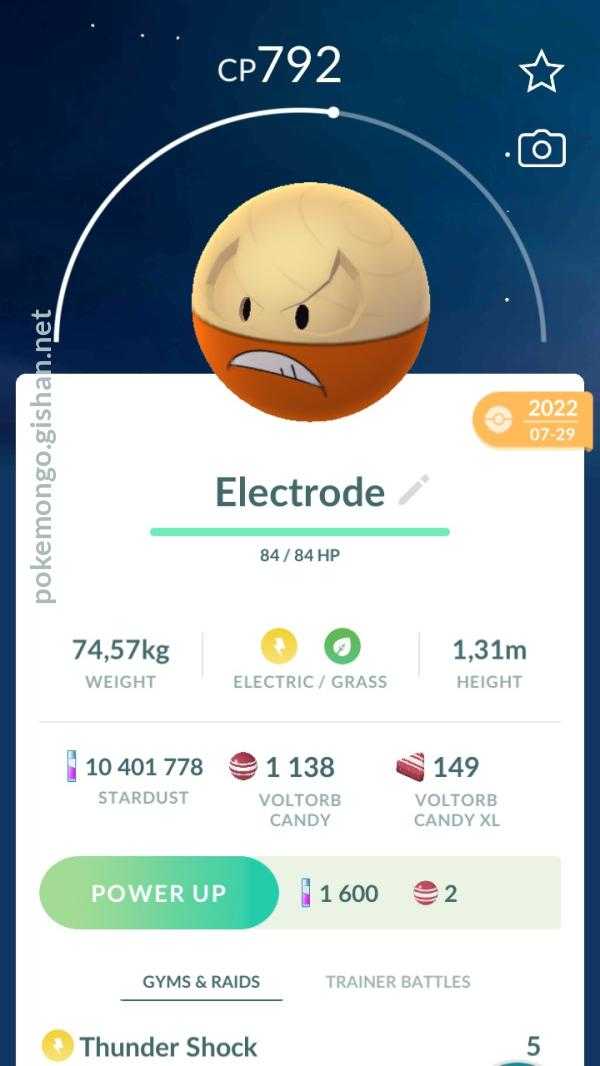 CP792
pokemongo.gishan.net
2022
07-29
Electrode
84 / 84 HP
74,57kg
WEIGHT
ELECTRIC / GRASS
1,31m
HEIGHT
10 401 778
STARDUST
1 138
VOLTORB
CANDY
149
VOLTORB
CANDY XL
POWER UP
1 600
2
GYMS & RAIDS
TRAINER BATTLES
Thunder Shock
5